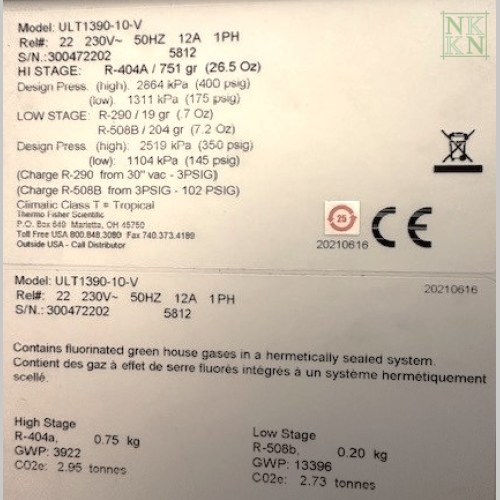 NK
KN
Model: ULT1390-10-V
Rel#: 22 230V~ 50HZ 12A 1PH
S/N.: 300472202 5812
HI STAGE: R-404A / 751 gr (26.5 Oz)
Design Press. (high). 2864 kPa (400 psig)
(low). 1311 kPa (175 psig)
LOW STAGE: R-290 / 19 gr (.7 Oz)
R-508B / 204 gr (7.2 Oz)
Design Press. (high): 2519 kPa (350 psig)
(low): 1104 kPa (145 psig)
(Charge R-290 from 30" vac - 3PSIG)
(Charge R-508B from 3PSIG - 102 PSIG)
Climatic Class T = Tropical
Thermo Fisher Scientific
P.O. Box 649 Marietta, OH 45750
Toll Free USA 800.848.3080 Fax 740.373.4189
Outside USA - Call Distributor
25
CE
20210616
Model: ULT1390-10-V
20210616
Rel#: 22 230V~ 50HZ 12A 1PH
S/N.: 300472202 5812
Contains fluorinated green house gases in a hermetically sealed system.
Contient des gaz à effet de serre fluorés intégrés à un système hermétiquement
scellé.
High Stage
R-404a, 0.75 kg
GWP: 3922
C02e: 2.95 tonnes
Low Stage
R-508b, 0.20 kg
GWP: 13396
C02e: 2.73 tonnes